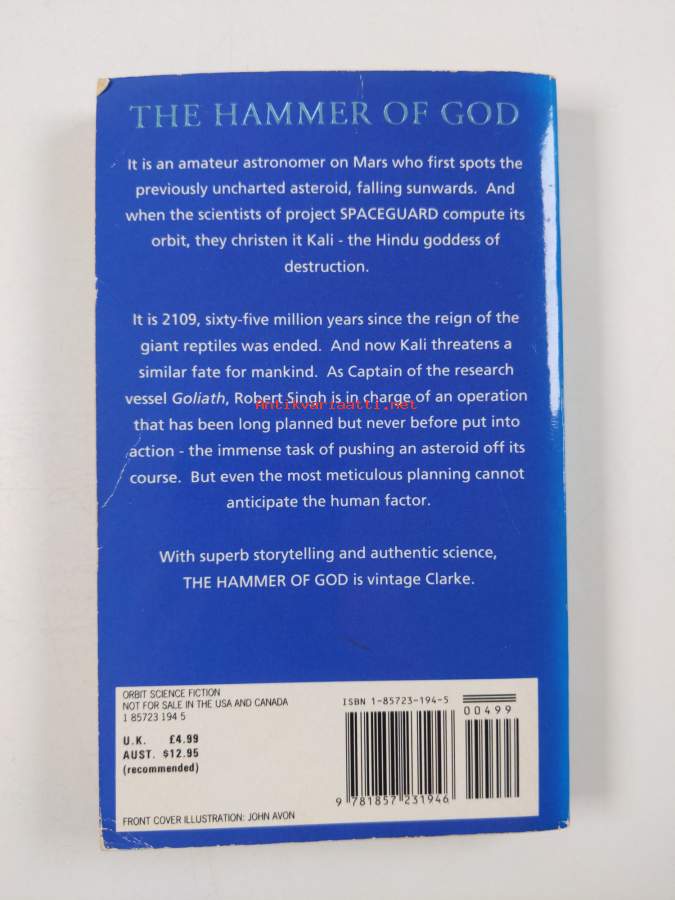 THE HAMMER OF GOD
It is an amateur astronomer on Mars who first spots the
previously uncharted asteroid, falling sunwards. And
when the scientists of project SPACEGUARD compute its
orbit, they christen it Kali - the Hindu goddess of
destruction.
It is 2109, sixty-five million years since the reign of the
giant reptiles was ended. And now Kali threatens a
similar fate for mankind. As Captain of the research
vessel Goliath, Robert Singh is in charge of an operation
Antikvariaatti.net
that has been long planned but never before put into
action - the immense task of pushing an asteroid off its
course. But even the most meticulous planning cannot
anticipate the human factor.
With superb storytelling and authentic science,
THE HAMMER OF GOD is vintage Clarke.
ORBIT SCIENCE FICTION
NOT FOR SALE IN THE USA AND CANADA
1 85723 194 5
U.K. £4.99
AUST. $12.95
(recommended)
FRONT COVER ILLUSTRATION: JOHN AVON
ISBN 1-85723-194-5
00499
9 781857 231946